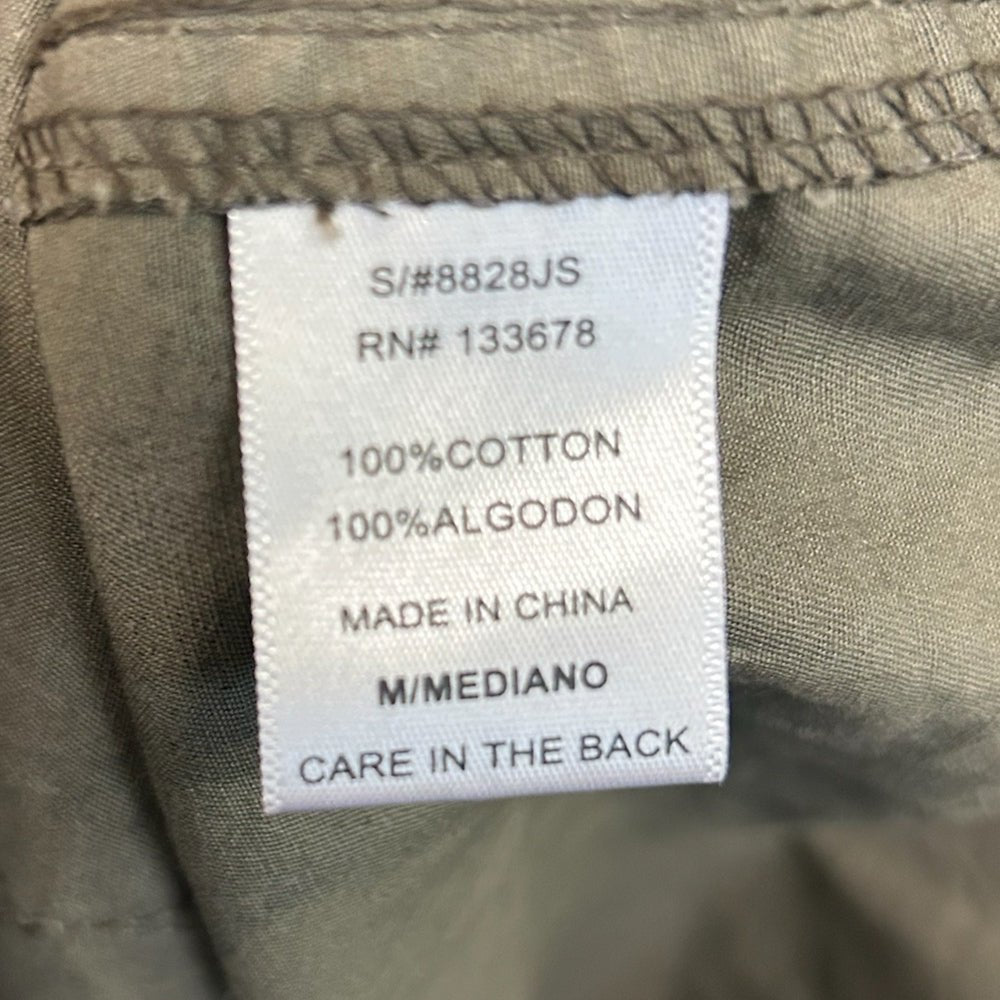 S/#8828JS
RN# 133678
100%COTTON
100%ALGODON
MADE IN CHINA
M/MEDIANO
CARE IN THE BACK